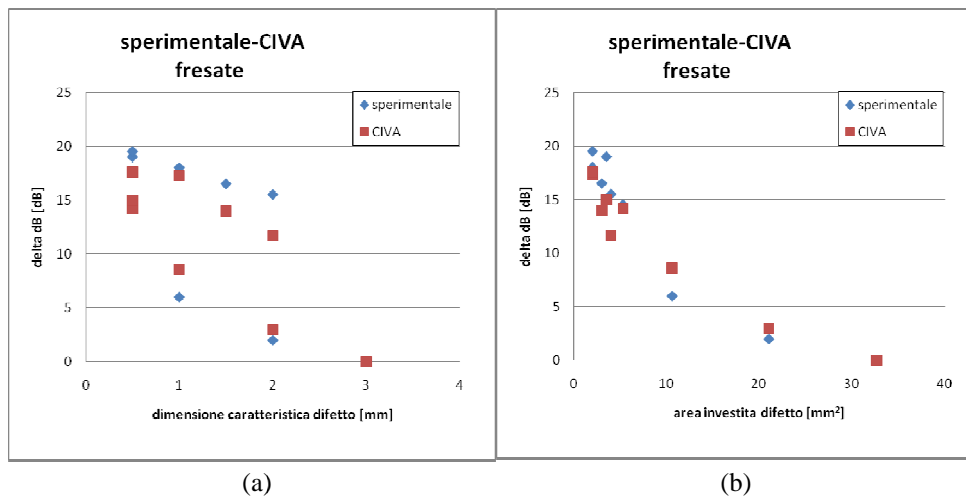 sperimentale-CIVA
fresate
25
20
15
10
5
0
delta dB [dB]
sperimentale
CIVA
0 1 2 3 4
dimensione caratteristica difetto [mm]
(a)
sperimentale-CIVA
fresate
25
20
15
10
5
0
delta dB [dB]
sperimentale
CIVA
0 10 20 30 40
area investita difetto [mm²]
(b)